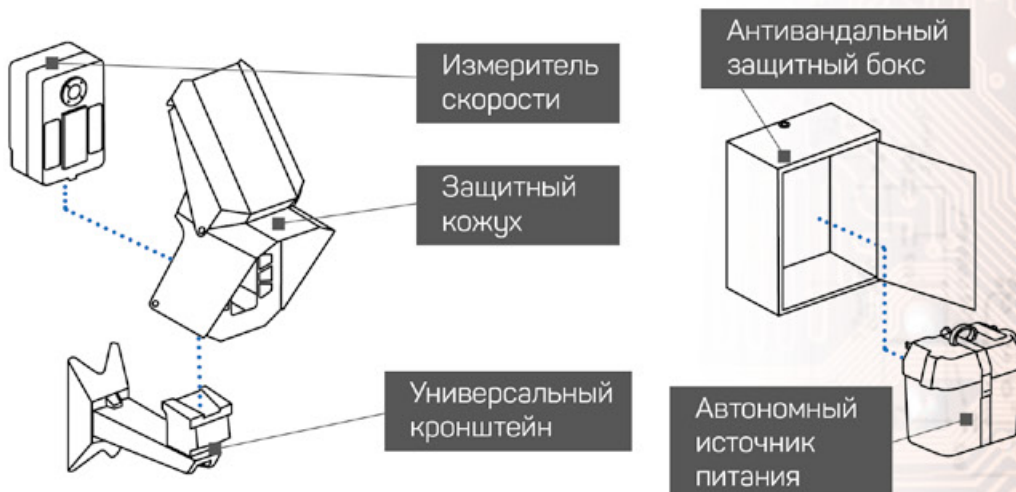 Измеритель
скорости
Защитный
кожух
Универсальный
кронштейн
Антивандальный
защитный бокс
Автономный
источник
питания